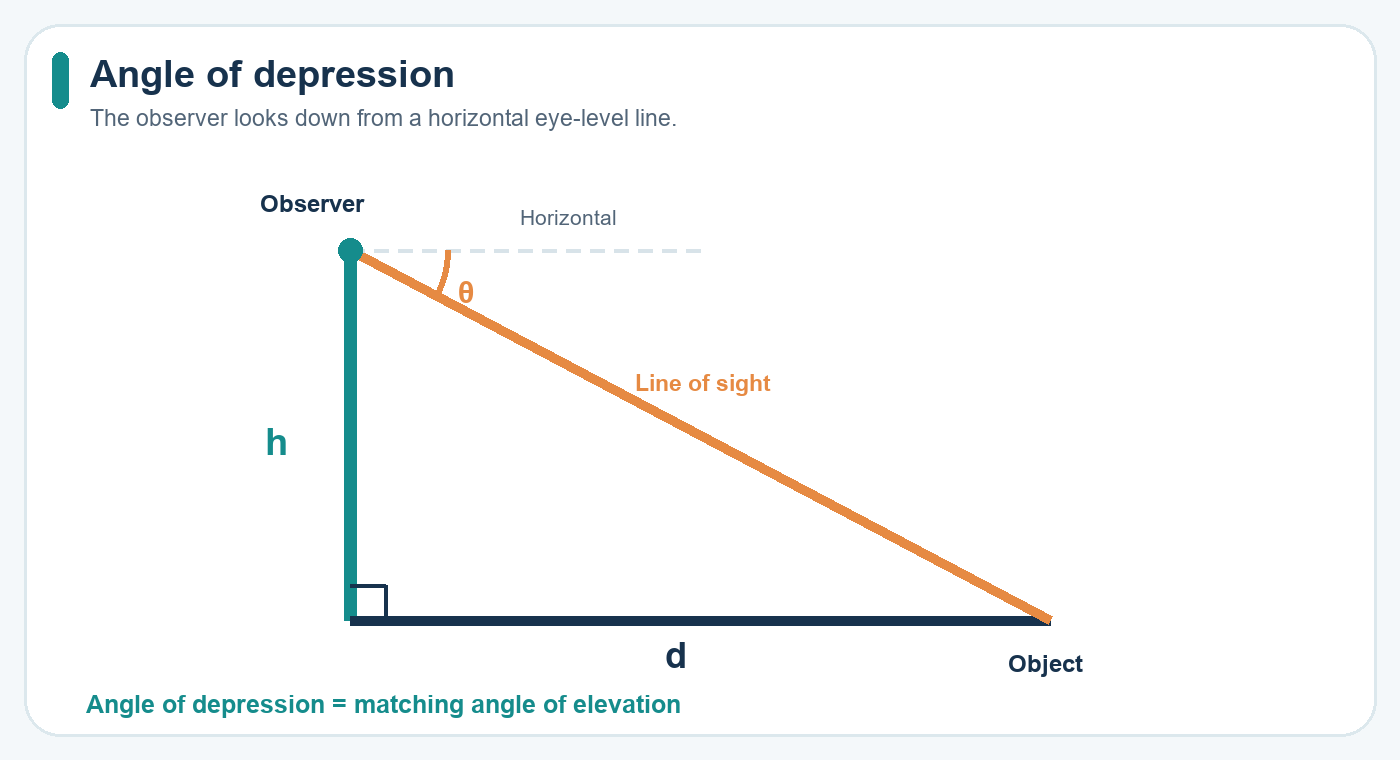 Angle of depression
The observer looks down from a horizontal eye-level line.
Observer
Horizontal
θ
Line of sight
h
d
Object
Angle of depression = matching angle of elevation